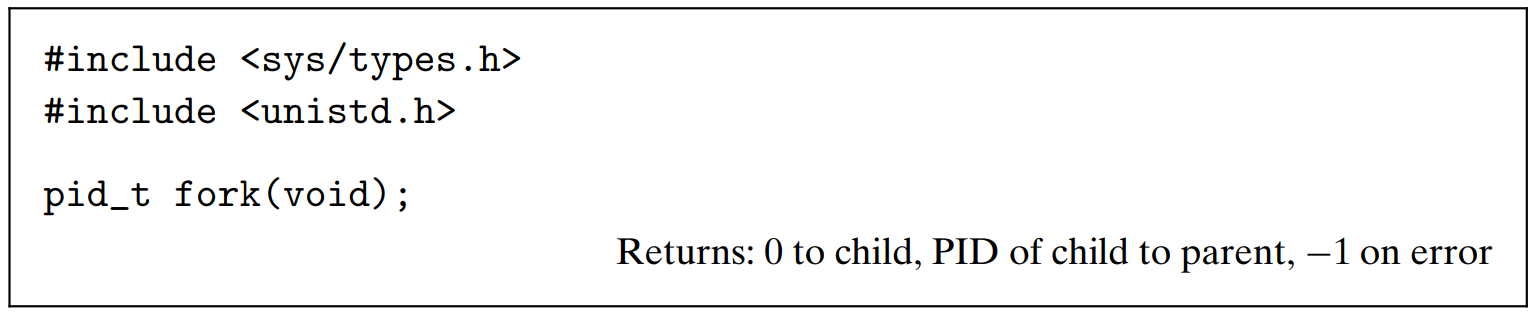 #include <sys/types.h>
#include <unistd.h>
pid_t fork(void);
Returns: 0 to child, PID of child to parent, −1 on error